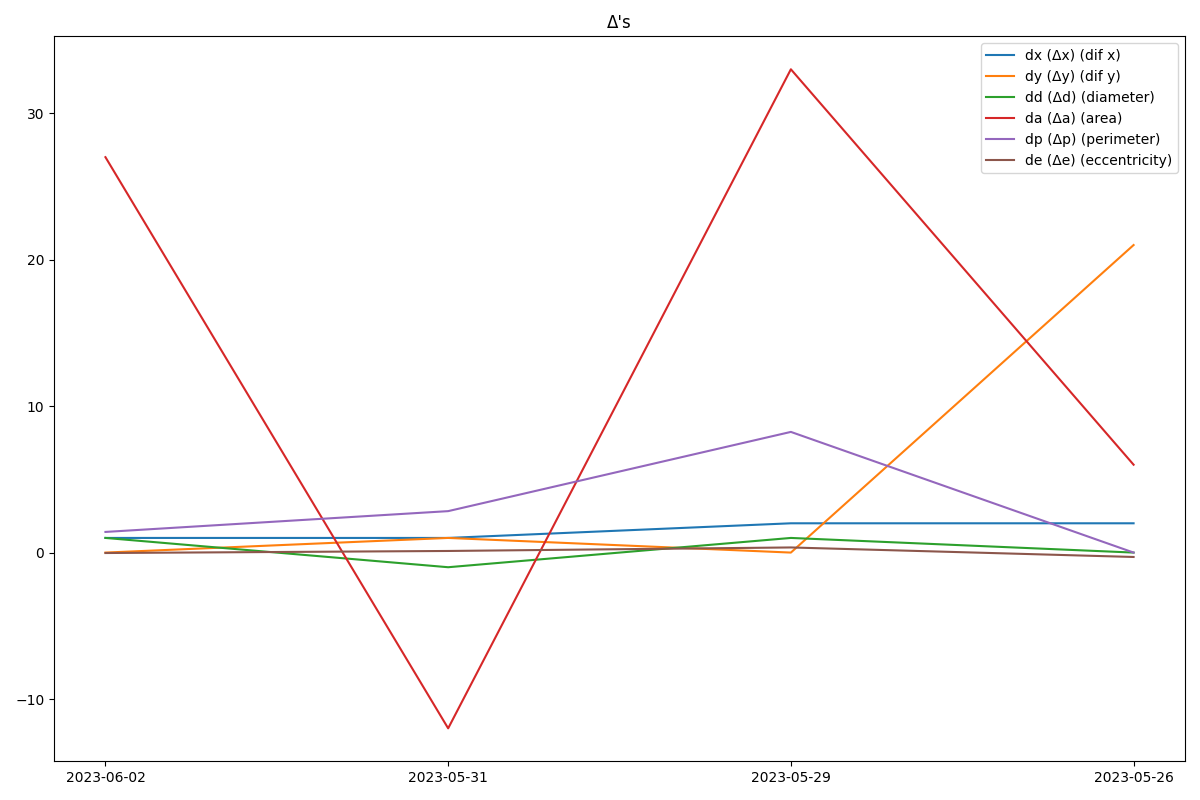 Δ's
dx (Δx) (dif x)
dy (Δy) (dif y)
dd (Δd) (diameter)
da (Δa) (area)
dp (Δp) (perimeter)
de (Δe) (eccentricity)
30
20
10
0
−10
2023-06-02
2023-05-31
2023-05-29
2023-05-26